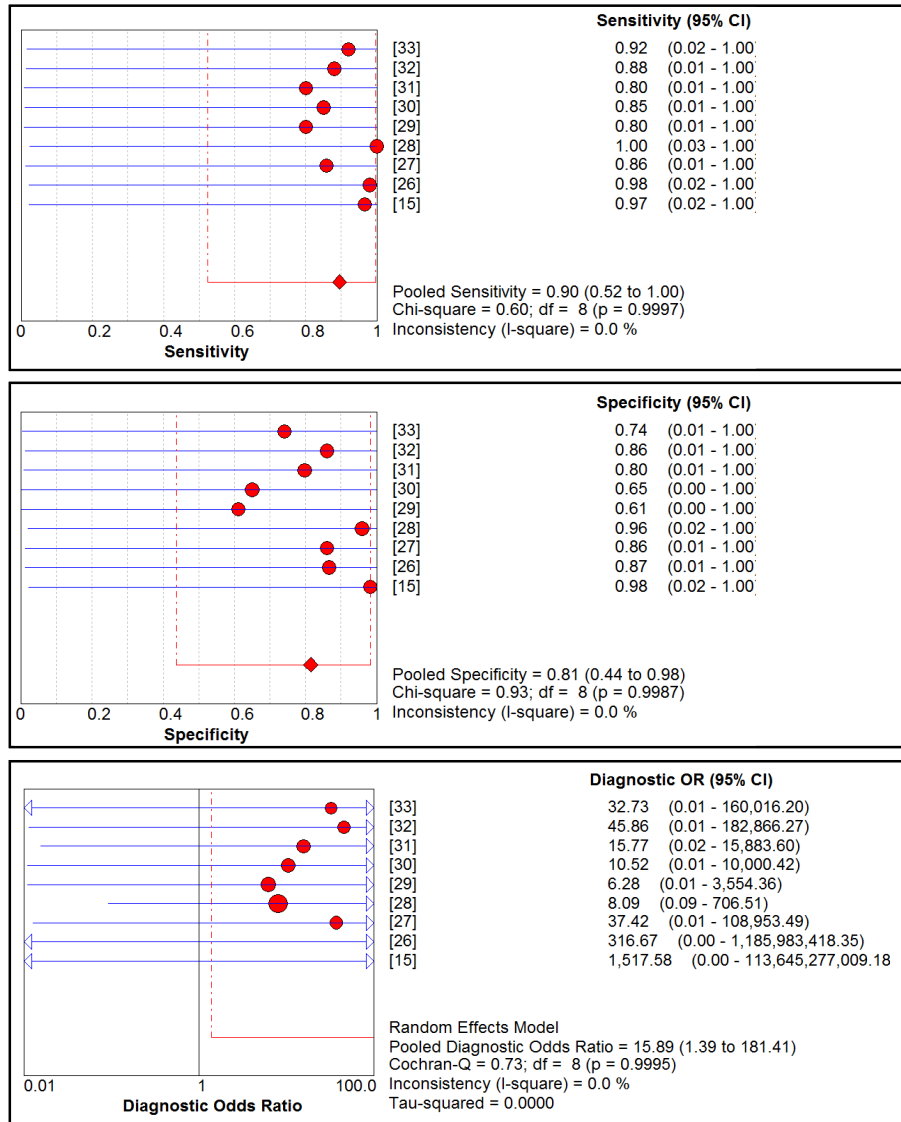 Sensitivity (95% CI)
[33] 0.92 (0.02 - 1.00)
[32] 0.88 (0.01 - 1.00)
[31] 0.80 (0.01 - 1.00)
[30] 0.85 (0.01 - 1.00)
[29] 0.80 (0.01 - 1.00)
[28] 1.00 (0.03 - 1.00)
[27] 0.86 (0.01 - 1.00)
[26] 0.98 (0.02 - 1.00)
[15] 0.97 (0.02 - 1.00)
Pooled Sensitivity = 0.90 (0.52 to 1.00)
Chi-square = 0.60; df = 8 (p = 0.9997)
Inconsistency (I-square) = 0.0 %
0 0.2 0.4 0.6 0.8 1
Sensitivity
Specificity (95% CI)
[33] 0.74 (0.01 - 1.00)
[32] 0.86 (0.01 - 1.00)
[31] 0.80 (0.01 - 1.00)
[30] 0.65 (0.00 - 1.00)
[29] 0.61 (0.00 - 1.00)
[28] 0.96 (0.02 - 1.00)
[27] 0.86 (0.01 - 1.00)
[26] 0.87 (0.01 - 1.00)
[15] 0.98 (0.02 - 1.00)
Pooled Specificity = 0.81 (0.44 to 0.98)
Chi-square = 0.93; df = 8 (p = 0.9987)
Inconsistency (I-square) = 0.0 %
0 0.2 0.4 0.6 0.8 1
Specificity
Diagnostic OR (95% CI)
[33] 32.73 (0.01 - 160,016.20)
[32] 45.86 (0.01 - 182,866.27)
[31] 15.77 (0.02 - 15,883.60)
[30] 10.52 (0.01 - 10,000.42)
[29] 6.28 (0.01 - 3,554.36)
[28] 8.09 (0.09 - 706.51)
[27] 37.42 (0.01 - 108,953.49)
[26] 316.67 (0.00 - 1,185,983,418.35)
[15] 1,517.58 (0.00 - 113,645,277,009.18
Random Effects Model
Pooled Diagnostic Odds Ratio = 15.89 (1.39 to 181.41)
Cochran-Q = 0.73; df = 8 (p = 0.9995)
Inconsistency (I-square) = 0.0 %
Tau-squared = 0.0000
0.01 1 100.0
Diagnostic Odds Ratio